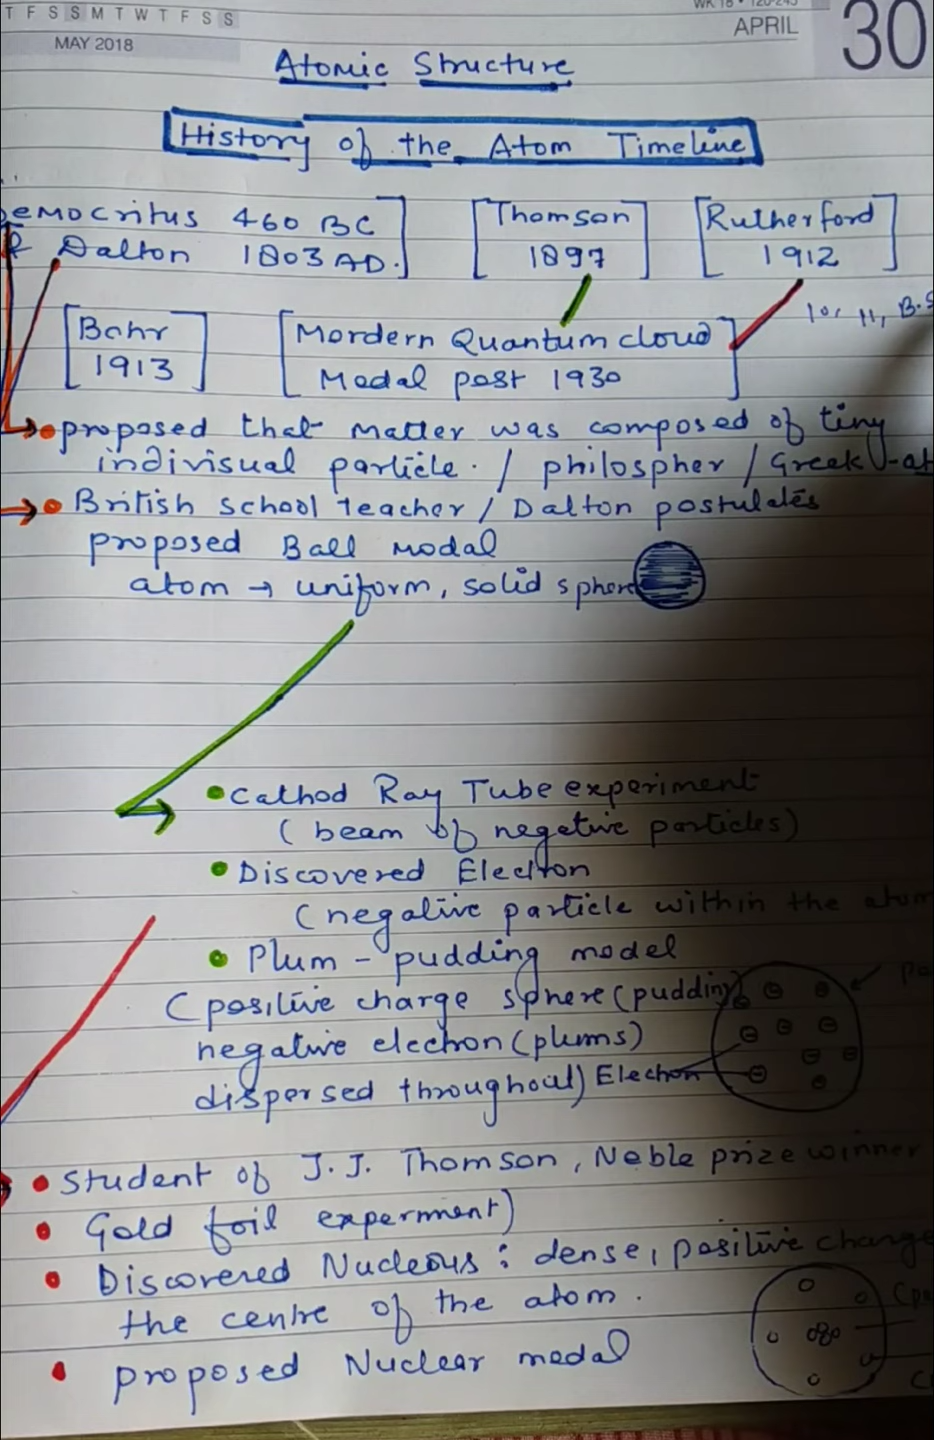 T F S S M T W T F S S
MAY 2018
APRIL 30
Atomic Structure
History of the Atom Timeline
Democritus 460 BC
Dalton 1803 AD.
Thomson
1897
Rutherford
1912
10, 11, B.S
Bohr
1913
Mordern Quantum cloud
Modal post 1930
proposed that matter was composed of tiny
indivisual particle. / philospher / Greek
British School teacher / Dalton postulates
proposed Ball modal
atom → uniform, solid sphere
Cathod Ray Tube experiment
(beam of negative particles)
Discovered Electron
(negative particle within the atom
Plum - pudding model
(positive charge sphere (pudding)
negative electron (plums)
dispersed throughout) Electron
Student of J.J. Thomson, Noble prize winner
Gold foil experment)
Discovered Nucleous : dense, positive charge
the centre of the atom.
proposed Nuclear modal